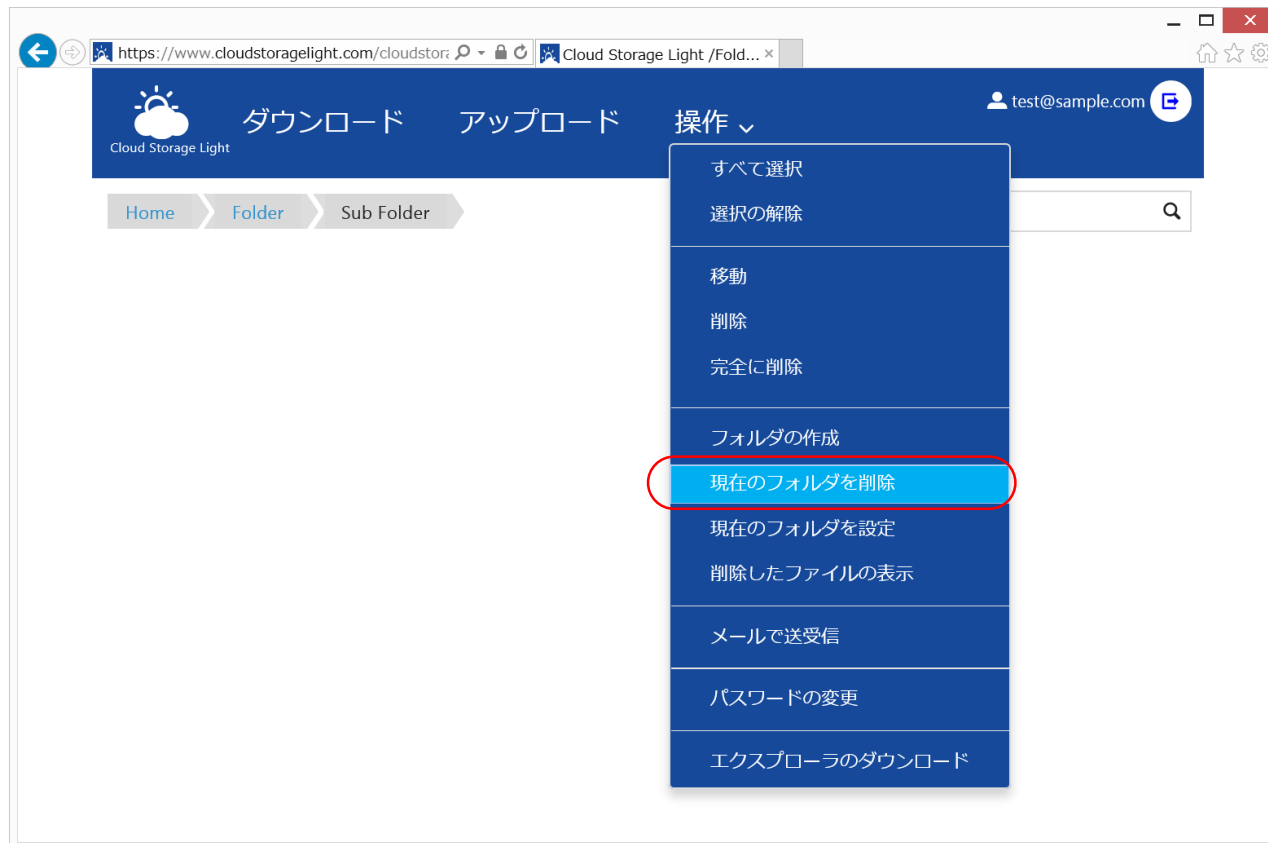 https://www.cloudstoragelight.com/cloudstora
Cloud Storage Light /Fold... ×
Cloud Storage Light
ダウンロード アップロード 操作
test@sample.com
Home Folder Sub Folder
すべて選択
選択の解除
移動
削除
完全に削除
フォルダの作成
現在のフォルダを削除
現在のフォルダを設定
削除したファイルの表示
メールで送受信
パスワードの変更
エクスプローラのダウンロード